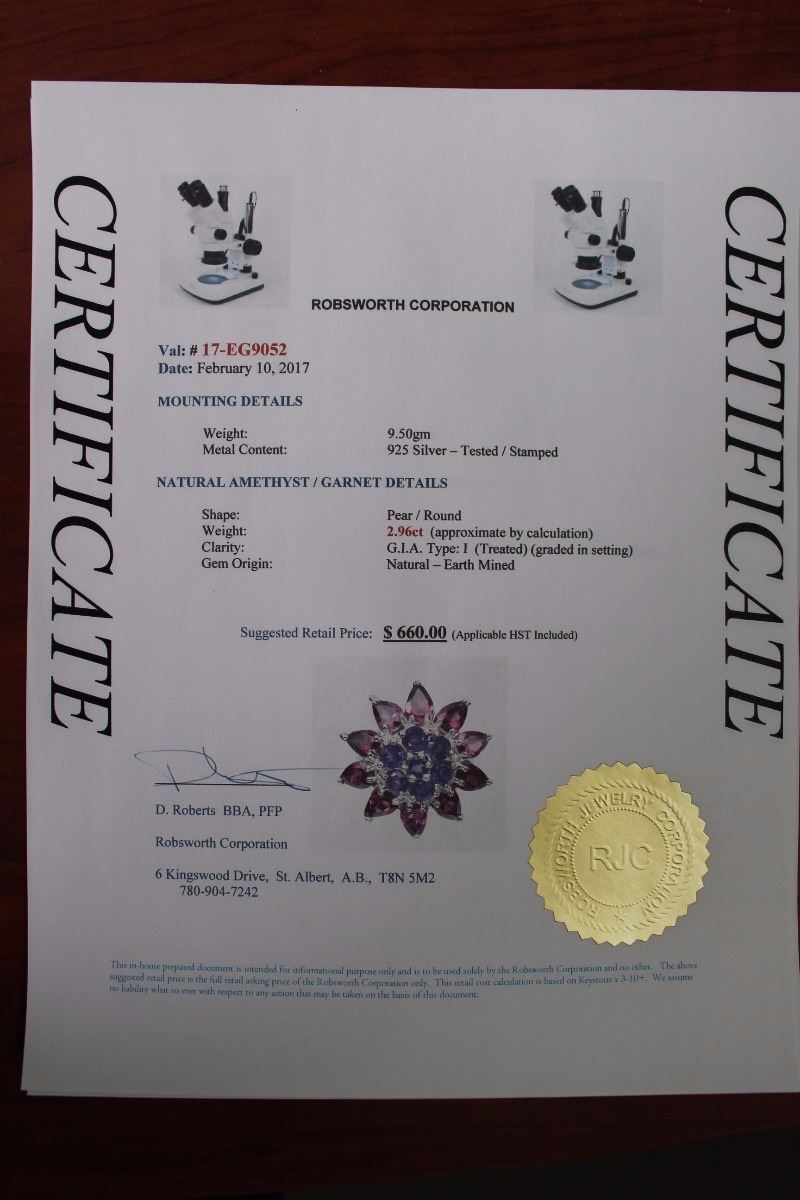 CERTIFICATE
CERTIFICATE
ROBSWORTH CORPORATION
Val: # 17-EG9052
Date: February 10, 2017
MOUNTING DETAILS
Weight: 9.50gm
Metal Content: 925 Silver – Tested / Stamped
NATURAL AMETHYST / GARNET DETAILS
Shape: Pear / Round
Weight: 2.96ct (approximate by calculation)
Clarity: G.I.A. Type: I (Treated) (graded in setting)
Gem Origin: Natural – Earth Mined
Suggested Retail Price: $ 660.00 (Applicable HST Included)
D. Roberts BBA, PFP
Robsworth Corporation
6 Kingswood Drive, St. Albert, A.B., T8N 5M2
780-904-7242
ROBSWORTH JEWELRY CORPORATION
RJC
This in-house prepared document is intended for informational purpose only and is to be used solely by the Robsworth Corporation and no other. The above
suggested retail price is the full retail asking price of the Robsworth Corporation only. This retail cost calculation is based on Keystone x 3-10+. We assume
no liability what so ever with respect to any action that may be taken on the basis of this document.